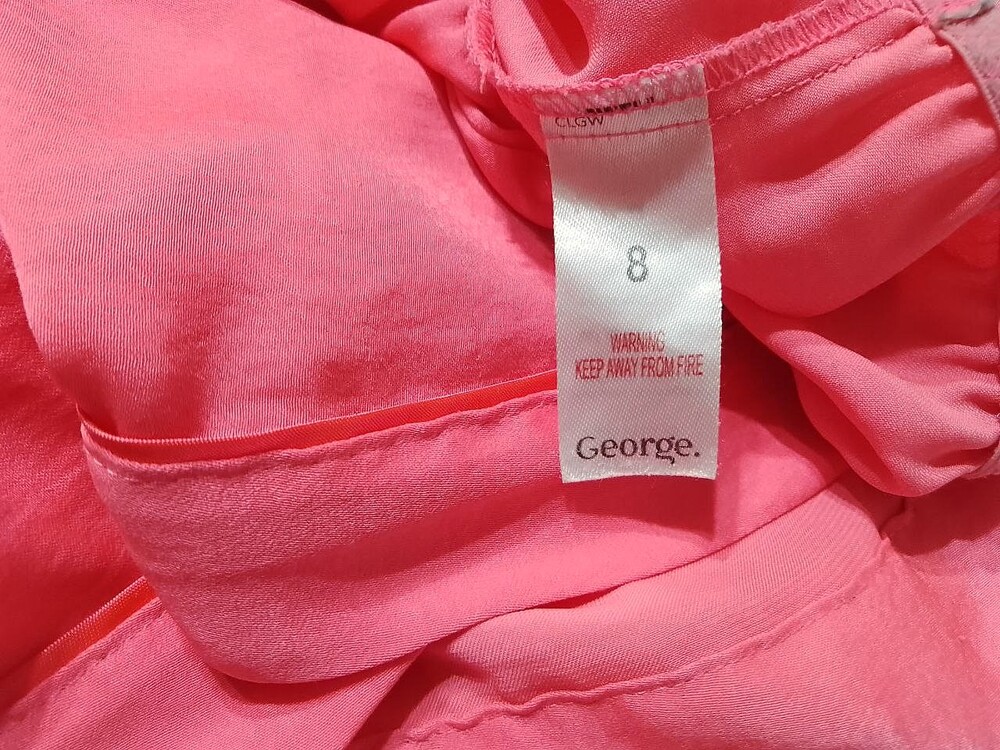 CLGW
8
WARNING
KEEP AWAY FROM FIRE
George.